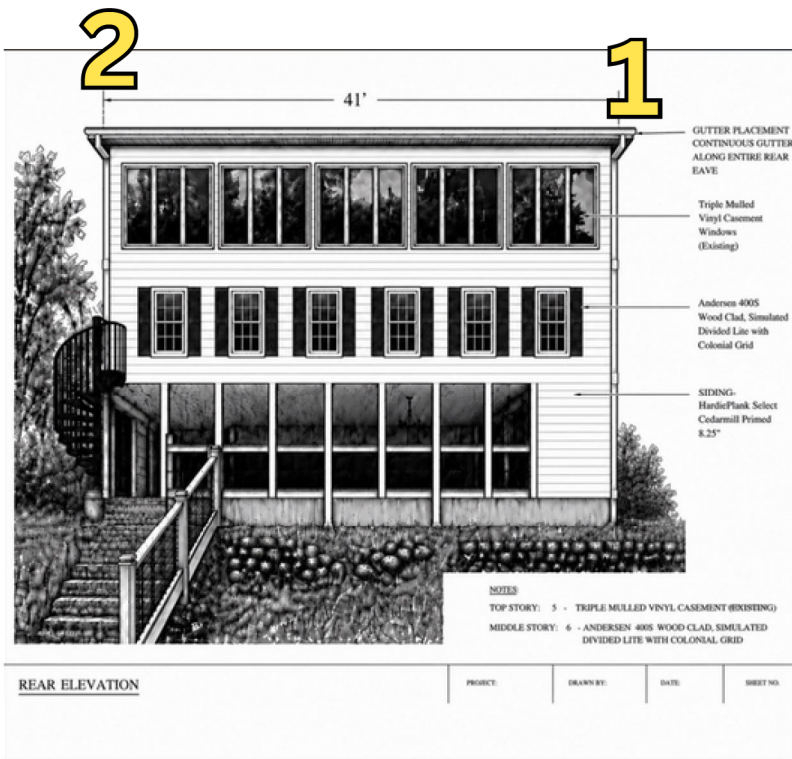 2
1
41'
GUTTER PLACEMENT
CONTINUOUS GUTTER
ALONG ENTIRE REAR
EAVE
Triple Mulled
Vinyl Casement
Windows
(Existing)
Andersen 400S
Wood Clad, Simulated
Divided Lite with
Colonial Grid
SIDING-
HardiePlank Select
Cedarmill Primed
8.25"
NOTES
TOP STORY: 5 - TRIPLE MULLED VINYL CASEMENT (EXISTING)
MIDDLE STORY: 6 - ANDERSEN 400S WOOD CLAD, SIMULATED
DIVIDED LITE WITH COLONIAL GRID
REAR ELEVATION
PROJECT:
DRAWN BY:
DATE:
SHEET NO.